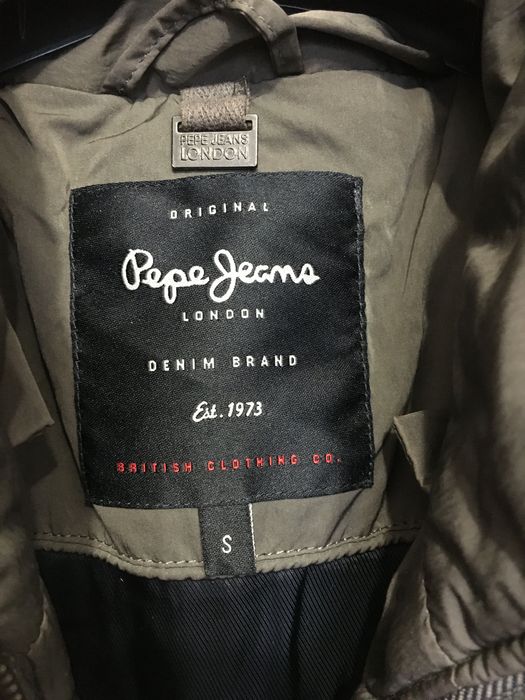 PEPE JEANS
LONDON
ORIGINAL
Pepe Jeans
LONDON
DENIM BRAND
Est. 1973
BRITISH CLOTHING CO.
S